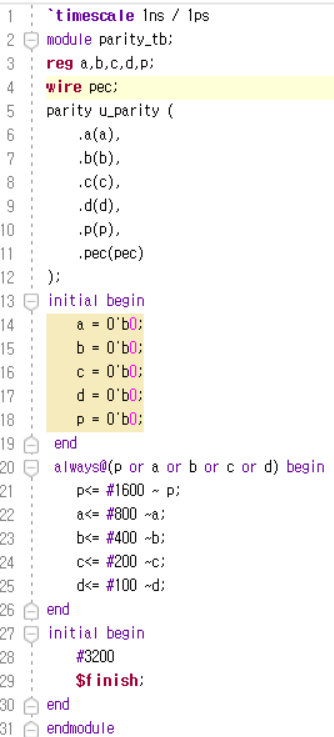 1 `timescale 1ns / 1ps
2 module parity_tb;
3 reg a,b,c,d,p;
4 wire pec;
5 parity u_parity (
6 .a(a),
7 .b(b),
8 .c(c),
9 .d(d),
10 .p(p),
11 .pec(pec)
12 );
13 initial begin
14 a = 0'b0;
15 b = 0'b0;
16 c = 0'b0;
17 d = 0'b0;
18 p = 0'b0;
19 end
20 always@(p or a or b or c or d) begin
21 p<= #1600 ~ p;
22 a<= #800 ~a;
23 b<= #400 ~b;
24 c<= #200 ~c;
25 d<= #100 ~d;
26 end
27 initial begin
28 #3200
29 $finish;
30 end
31 endmodule